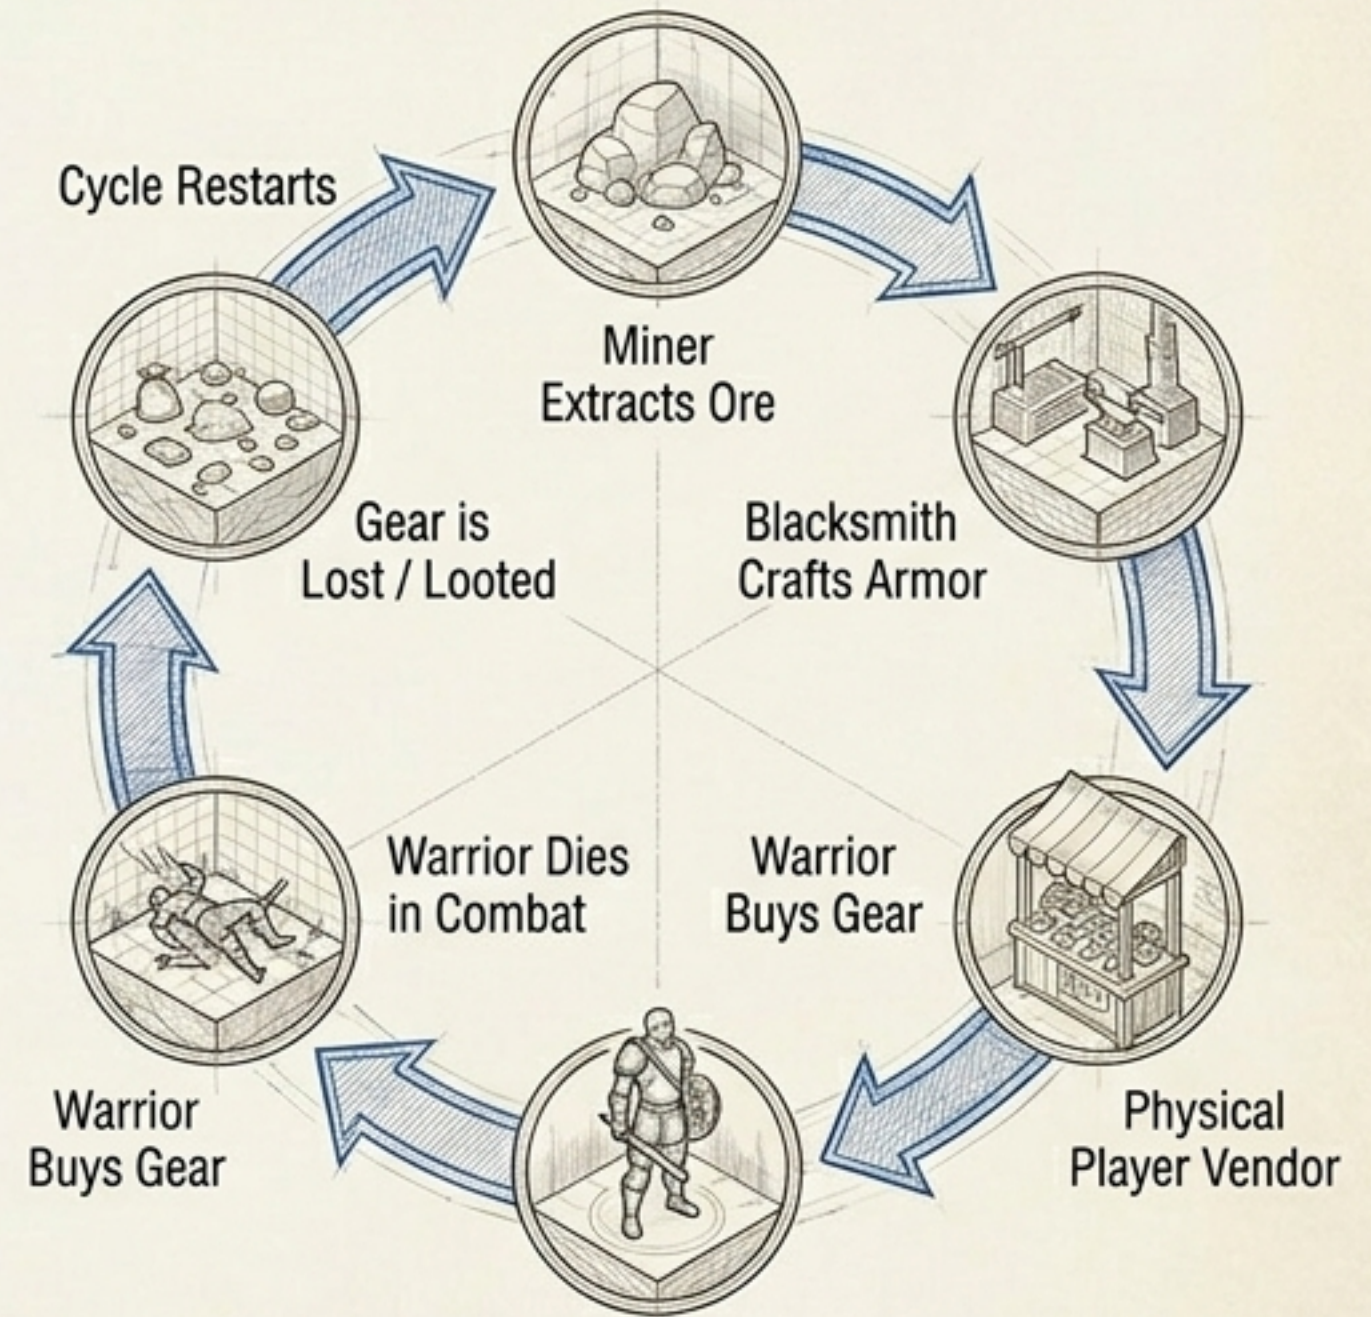 Cycle Restarts
Miner
Extracts Ore
Gear is
Lost / Looted
Blacksmith
Crafts Armor
Warrior Dies
in Combat
Warrior
Buys Gear
Warrior
Buys Gear
Physical
Player Vendor